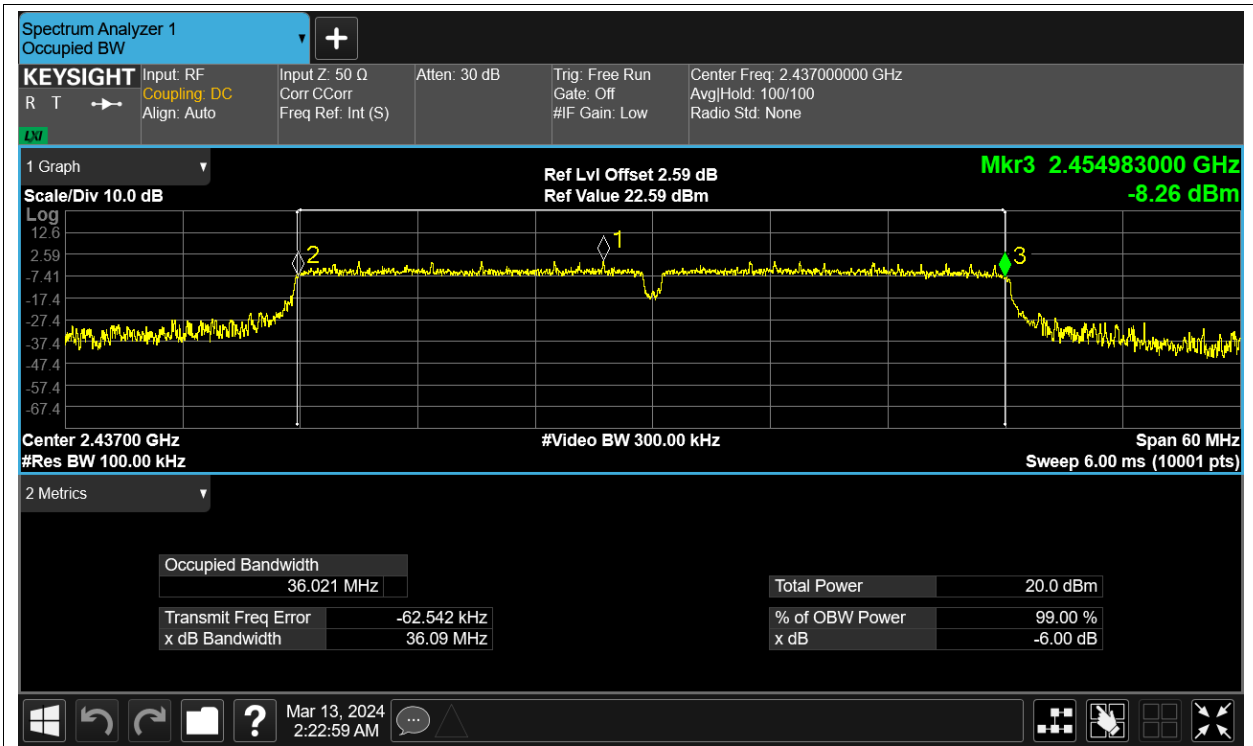 Spectrum Analyzer 1
Occupied BW
KEYSIGHT
R T
LXI
Input: RF
Coupling: DC
Align: Auto
Input Z: 50 Ω
Corr CCorr
Freq Ref: Int (S)
Atten: 30 dB
Trig: Free Run
Gate: Off
#IF Gain: Low
Center Freq: 2.437000000 GHz
Avg|Hold: 100/100
Radio Std: None
1 Graph
Scale/Div 10.0 dB
Ref Lvl Offset 2.59 dB
Ref Value 22.59 dBm
Mkr3 2.454983000 GHz
-8.26 dBm
Log
12.6
2.59
-7.41
-17.4
-27.4
-37.4
-47.4
-57.4
-67.4
2
1
3
Center 2.43700 GHz
#Res BW 100.00 kHz
#Video BW 300.00 kHz
Span 60 MHz
Sweep 6.00 ms (10001 pts)
2 Metrics
Occupied Bandwidth
36.021 MHz
Transmit Freq Error -62.542 kHz
x dB Bandwidth 36.09 MHz
Total Power 20.0 dBm
% of OBW Power 99.00 %
x dB -6.00 dB
?
Mar 13, 2024
2:22:59 AM